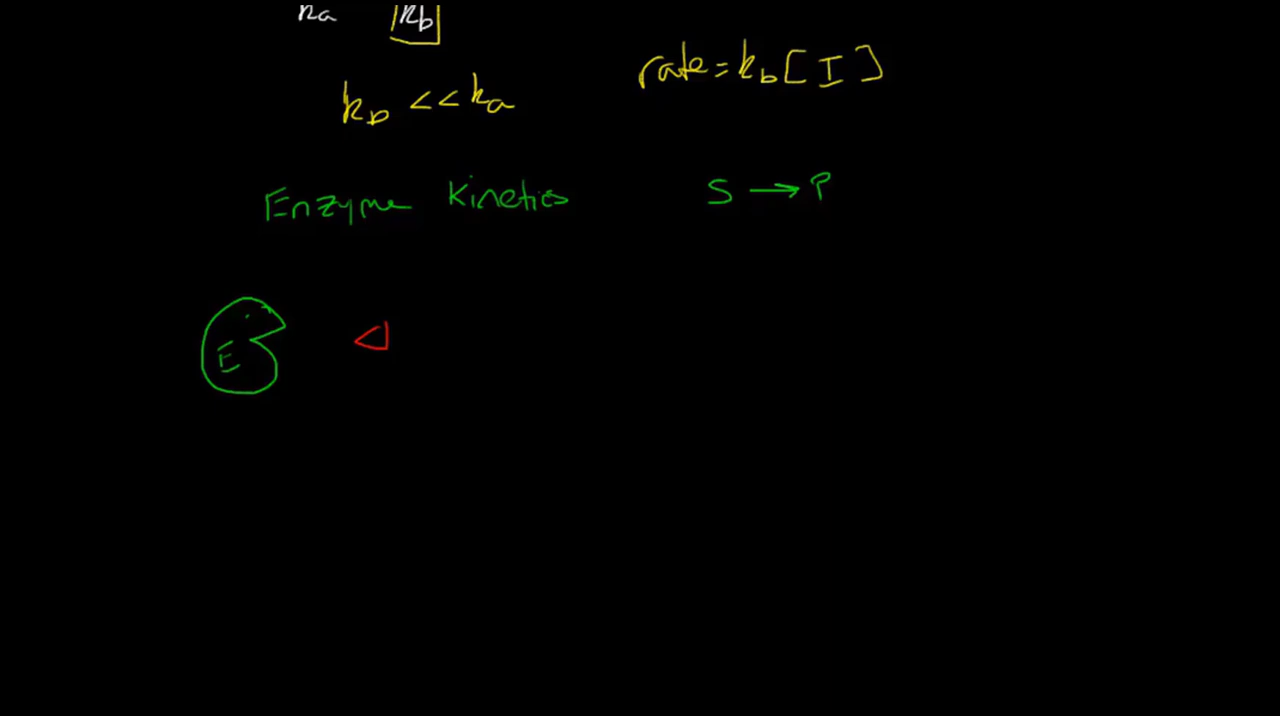 ka kb
rate = kb[I]
kb << ka
Enzyme Kinetics S → P
E